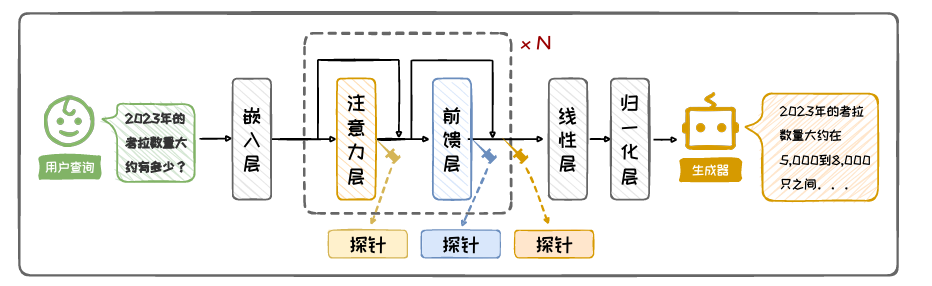 × N
用户查询
2023年的
考拉数量大
约有多少？
嵌入层
注意力层
前馈层
线性层
归一化层
生成器
2023年的考拉
数量大约在
5,000到8,000
只之间...
探针
探针
探针